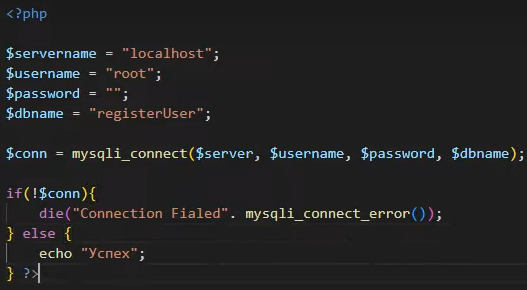 <?php
$servername = "localhost";
$username = "root";
$password = "";
$dbname = "registerUser";
$conn = mysqli_connect($server, $username, $password, $dbname);
if(!$conn){
die("Connection Fialed". mysqli_connect_error());
} else {
echo "Успех";
} ?>